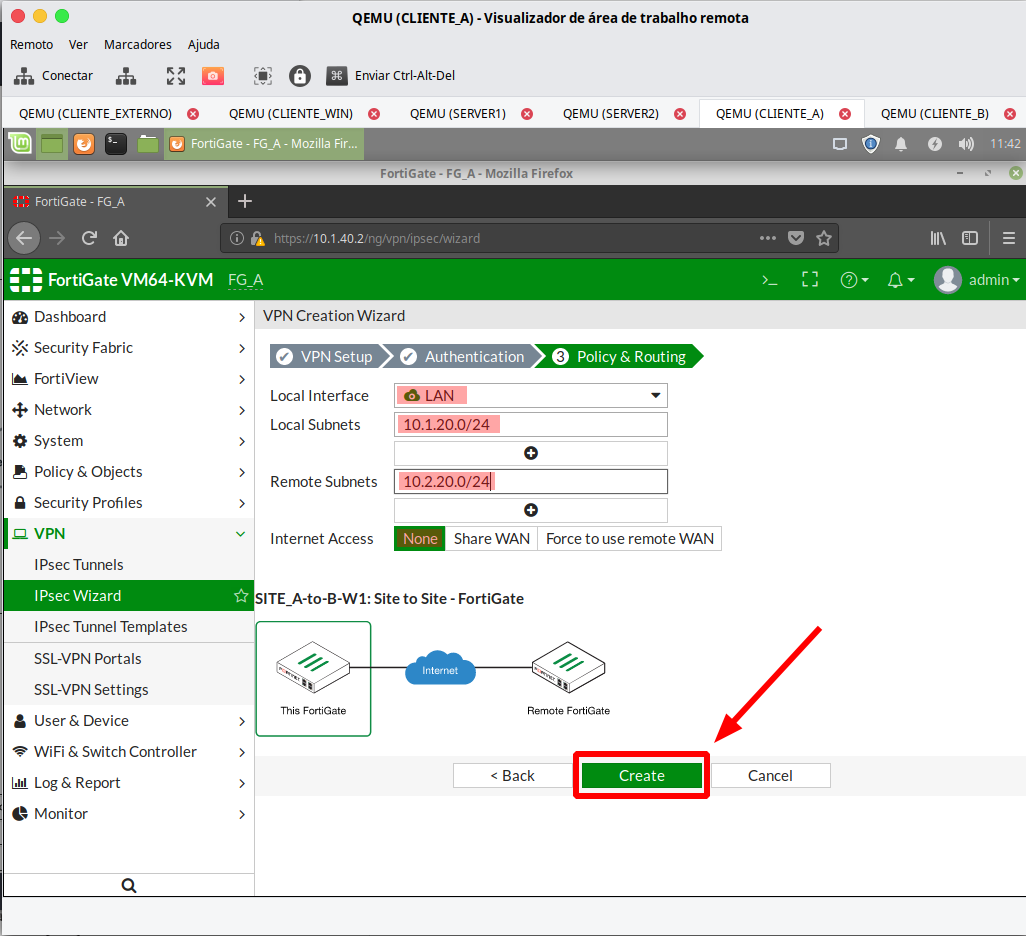 QEMU (CLIENTE_A) - Visualizador de área de trabalho remota
Remoto Ver Marcadores Ajuda
Conectar Enviar Ctrl-Alt-Del
QEMU (CLIENTE_EXTERNO) QEMU (CLIENTE_WIN) QEMU (SERVER1) QEMU (SERVER2) QEMU (CLIENTE_A) QEMU (CLIENTE_B)
FortiGate - FG_A - Mozilla Fir... 11:42
FortiGate - FG_A - Mozilla Firefox
FortiGate - FG_A
https://10.1.40.2/ng/vpn/ipsec/wizard
FortiGate VM64-KVM FG_A admin
Dashboard
Security Fabric
FortiView
Network
System
Policy & Objects
Security Profiles
VPN
IPsec Tunnels
IPsec Wizard
IPsec Tunnel Templates
SSL-VPN Portals
SSL-VPN Settings
User & Device
WiFi & Switch Controller
Log & Report
Monitor
VPN Creation Wizard
VPN Setup Authentication 3 Policy & Routing
Local Interface LAN
Local Subnets 10.1.20.0/24
Remote Subnets 10.2.20.0/24
Internet Access None Share WAN Force to use remote WAN
SITE_A-to-B-W1: Site to Site - FortiGate
Internet
This FortiGate Remote FortiGate
< Back Create Cancel